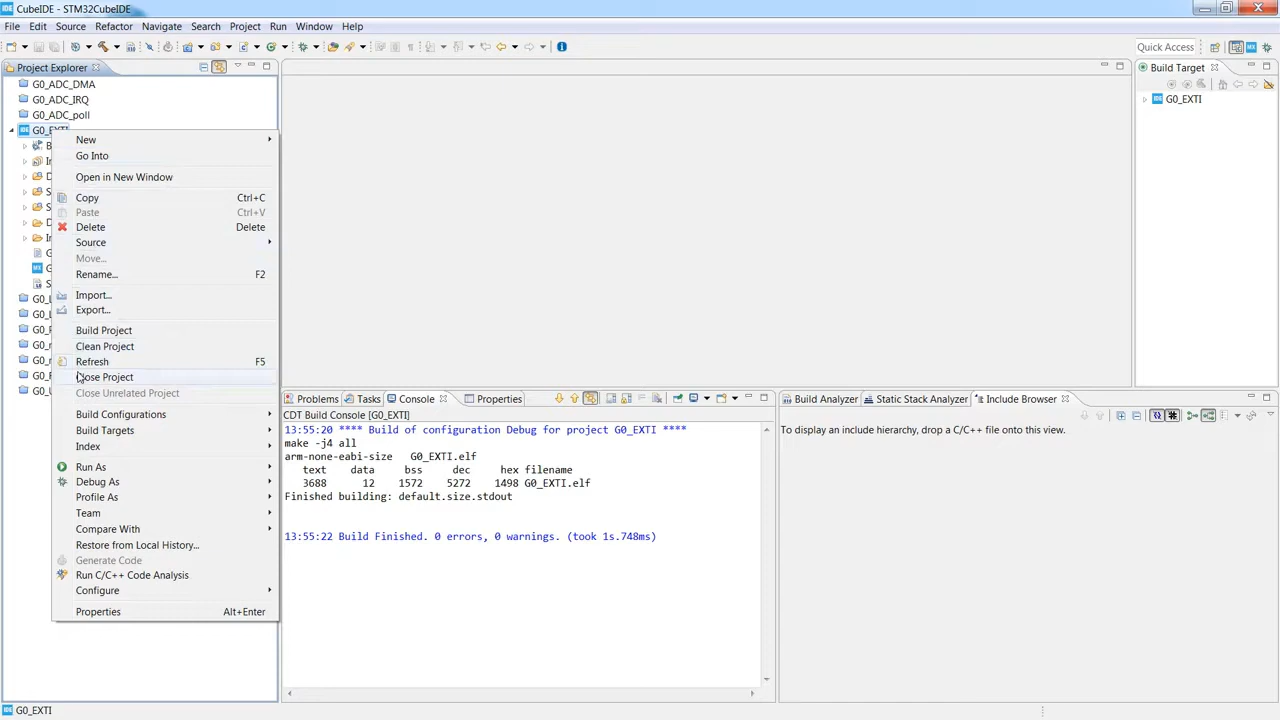 CubeIDE - STM32CubeIDE
File Edit Source Refactor Navigate Search Project Run Window Help
Quick Access
Project Explorer
G0_ADC_DMA
G0_ADC_IRQ
G0_ADC_poll
G0_EXTI
New
Go Into
Open in New Window
Copy Ctrl+C
Paste Ctrl+V
Delete Delete
Source
Move...
Rename... F2
Import...
Export...
Build Project
Clean Project
Refresh F5
Close Project
Close Unrelated Project
Build Configurations
Build Targets
Index
Run As
Debug As
Profile As
Team
Compare With
Restore from Local History...
Generate Code
Run C/C++ Code Analysis
Configure
Properties Alt+Enter
Build Target
G0_EXTI
Problems Tasks Console Properties
CDT Build Console [G0_EXTI]
13:55:20 **** Build of configuration Debug for project G0_EXTI ****
make -j4 all
arm-none-eabi-size G0_EXTI.elf
text data bss dec hex filename
3688 12 1572 5272 1498 G0_EXTI.elf
Finished building: default.size.stdout
13:55:22 Build Finished. 0 errors, 0 warnings. (took 1s.748ms)
Build Analyzer Static Stack Analyzer Include Browser
To display an include hierarchy, drop a C/C++ file onto this view.
G0_EXTI